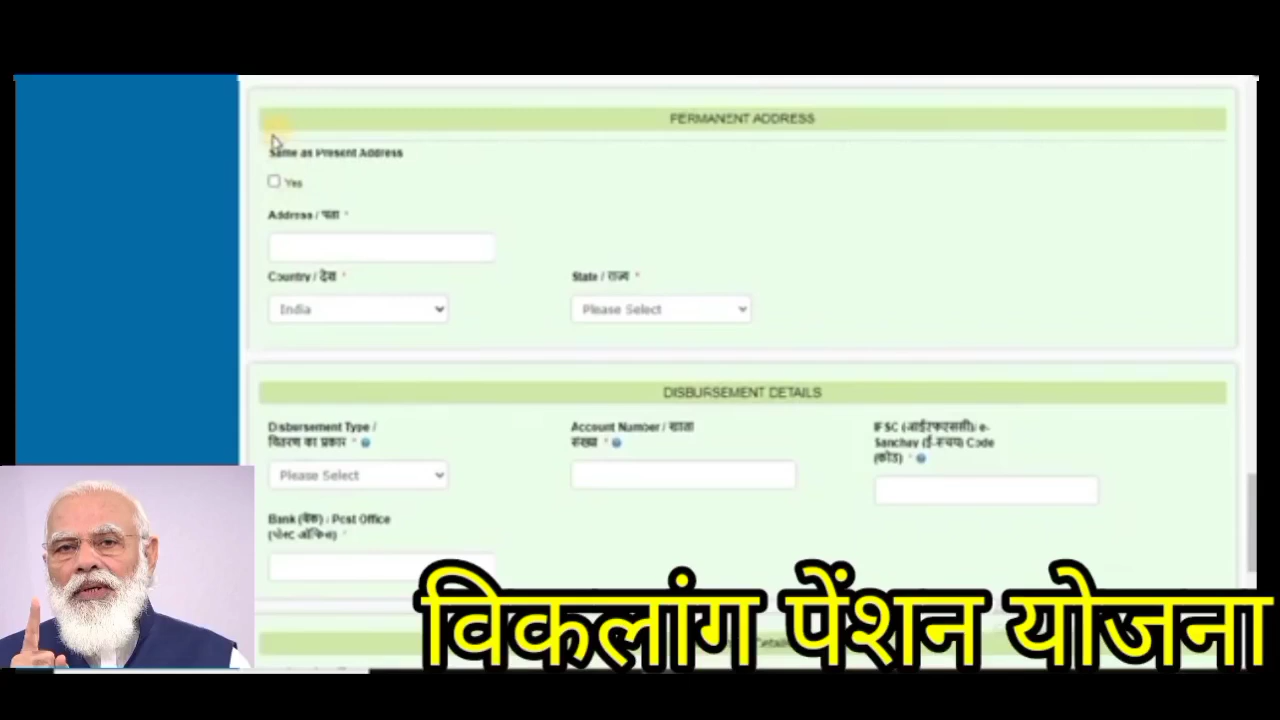 PERMANENT ADDRESS
Same as Present Address
Yes
Address / पता *
Country / देश * State / राज्य *
India Please Select
DISBURSEMENT DETAILS
Disbursement Type / Account Number / खाता IFSC (आईएफएससी)/ e-
वितरण का प्रकार * संख्या * Sanchay (ई-संचय) Code
(कोड) *
Please Select
Bank (बैंक) / Post Office
(पोस्ट ऑफिस) *
विकलांग पेंशन योजना